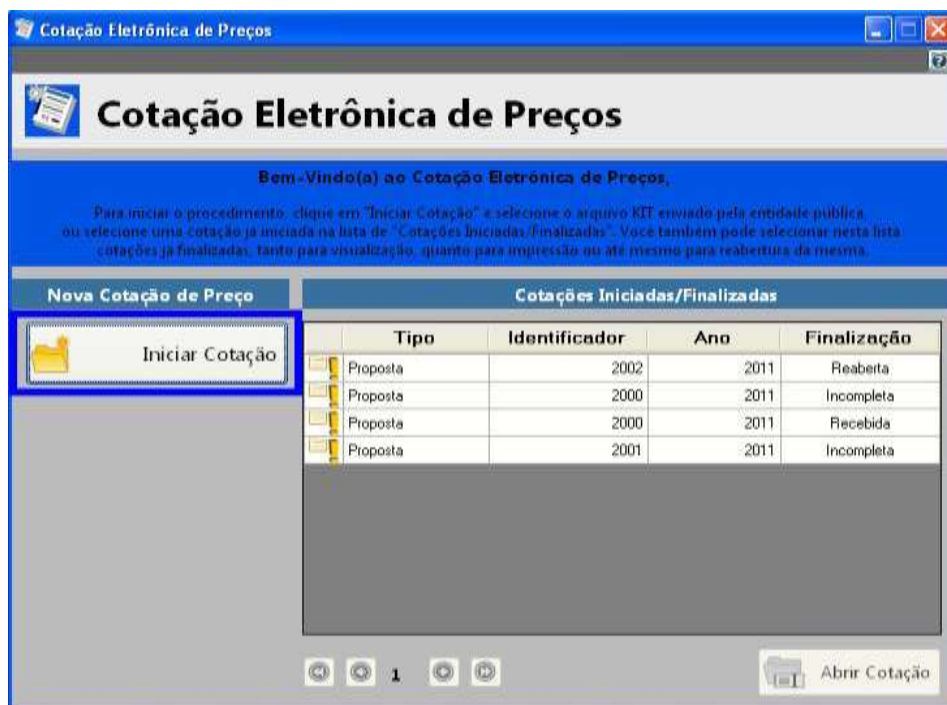 Cotação Eletrônica de Preços
Cotação Eletrônica de Preços
Bem-Vindo(a) ao Cotação Eletrônica de Preços,
Para iniciar o procedimento, clique em "Iniciar Cotação" e selecione o arquivo KIT enviado pela entidade pública,
ou selecione uma cotação já iniciada na lista de "Cotações Iniciadas/Finalizadas". Você também pode selecionar nesta lista
cotações já finalizadas, tanto para visualização, quanto para impressão ou até mesmo para reabertura da mesma.
Nova Cotação de Preço
Cotações Iniciadas/Finalizadas
Iniciar Cotação
Tipo Identificador Ano Finalização
Proposta 2002 2011 Reaberta
Proposta 2000 2011 Incompleta
Proposta 2000 2011 Recebida
Proposta 2001 2011 Incompleta
1
Abrir Cotação